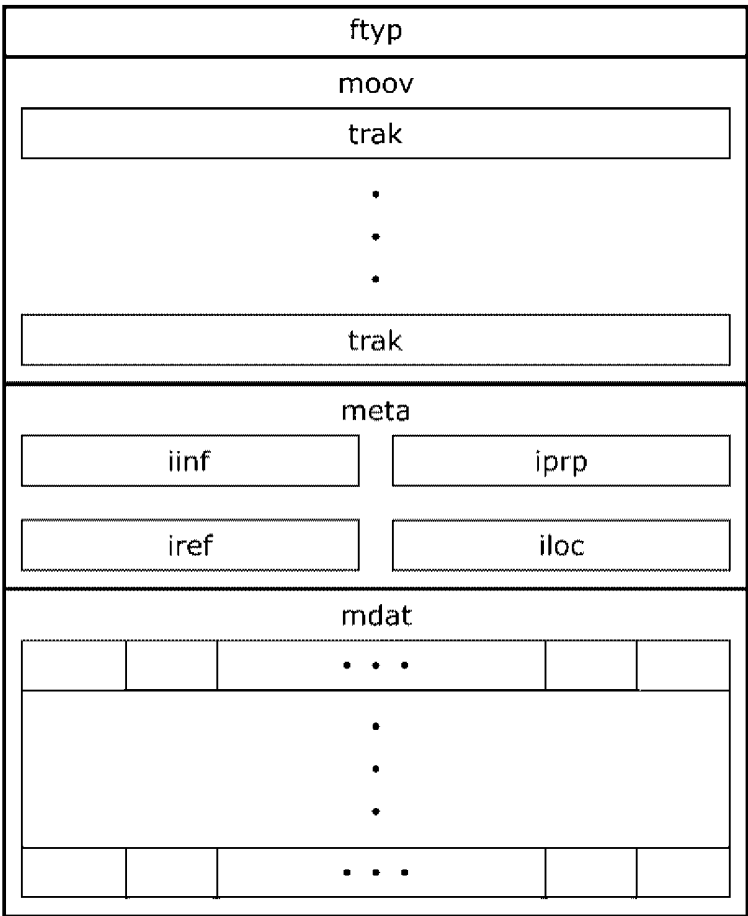 ftyp
moov
trak
trak
meta
iinf
iprp
iref
iloc
mdat